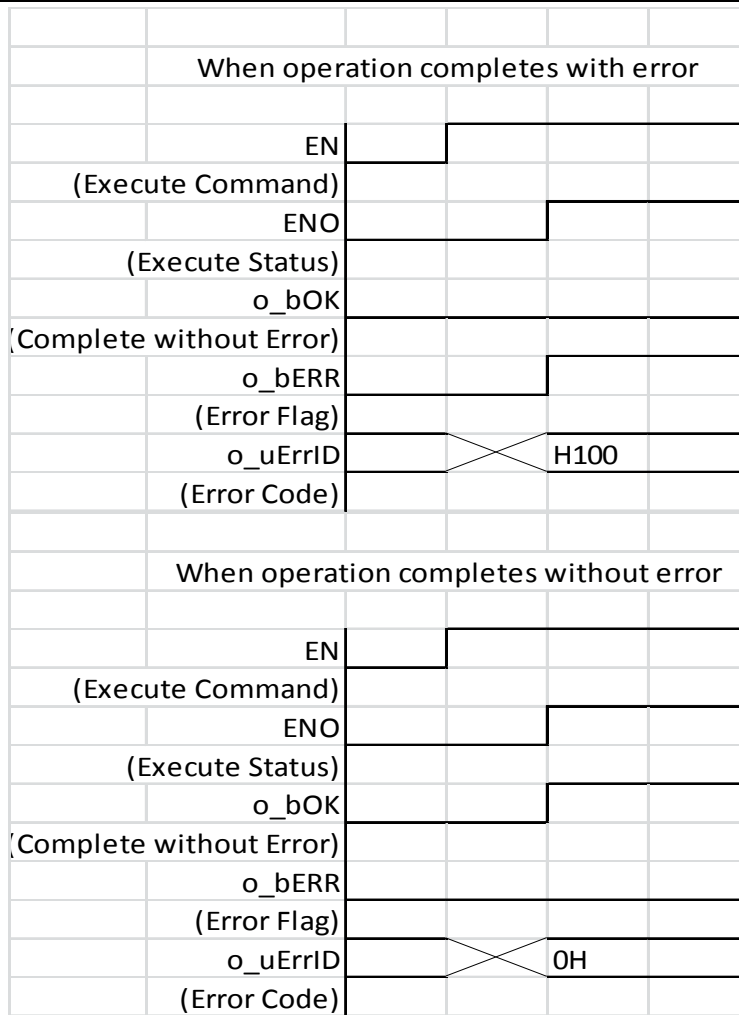 When operation completes with error
EN
(Execute Command)
ENO
(Execute Status)
o_bOK
(Complete without Error)
o_bERR
(Error Flag)
o_uErrID H100
(Error Code)
When operation completes without error
EN
(Execute Command)
ENO
(Execute Status)
o_bOK
(Complete without Error)
o_bERR
(Error Flag)
o_uErrID 0H
(Error Code)